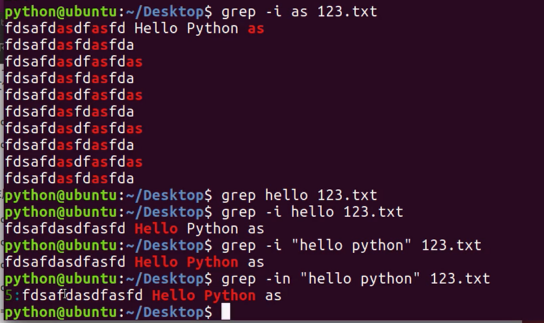 python@ubuntu:~/Desktop$ grep -i as 123.txt
fdsafdasdfasfd Hello Python as
fdsafdasfdasfda
fdsafdasdfasfdas
fdsafdasfdasfda
fdsafdasfdasfdas
fdsafdasfdasfda
fdsafdasdfasfdas
fdsafdasfdasfda
fdsafdasdfasfdas
fdsafdasfdasfda
python@ubuntu:~/Desktop$ grep hello 123.txt
python@ubuntu:~/Desktop$ grep -i hello 123.txt
fdsafdasdfasfd Hello Python as
python@ubuntu:~/Desktop$ grep -i "hello python" 123.txt
fdsafdasdfasfd Hello Python as
python@ubuntu:~/Desktop$ grep -in "hello python" 123.txt
5:fdsafdasdfasfd Hello Python as
python@ubuntu:~/Desktop$